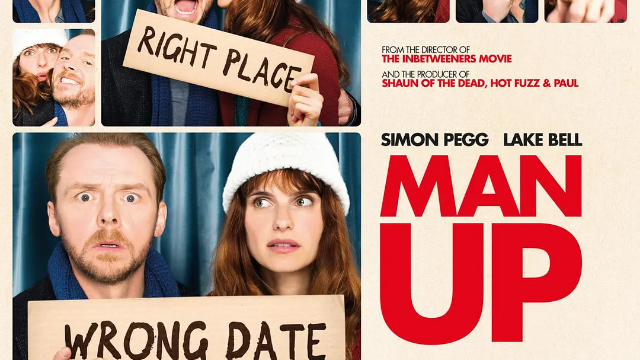 RIGHT PLACE
FROM THE DIRECTOR OF
THE INBETWEENERS MOVIE
AND THE PRODUCER OF
SHAUN OF THE DEAD, HOT FUZZ & PAUL
SIMON PEGG LAKE BELL
MAN
UP
WRONG DATE